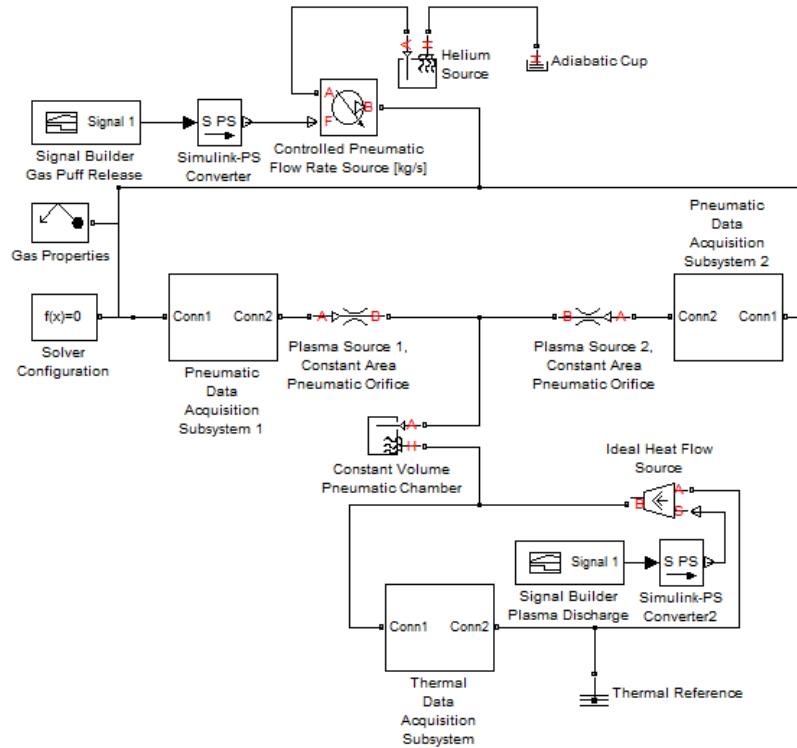 A
H
Helium
Source
H
Adiabatic Cup
Signal 1
Signal Builder
Gas Puff Release
S PS
Simulink-PS
Converter
A
B
F
Controlled Pneumatic
Flow Rate Source [kg/s]
Gas Properties
f(x)=0
Solver
Configuration
Conn1
Conn2
Pneumatic
Data
Acquisition
Subsystem 1
A
B
Plasma Source 1,
Constant Area
Pneumatic Orifice
B
A
Plasma Source 2,
Constant Area
Pneumatic Orifice
Pneumatic
Data
Acquisition
Subsystem 2
Conn2
Conn1
A
H
Constant Volume
Pneumatic Chamber
Ideal Heat Flow
Source
B
A
S
Signal 1
Signal Builder
Plasma Discharge
S PS
Simulink-PS
Converter2
Conn1
Conn2
Thermal
Data
Acquisition
Subsystem
Thermal Reference